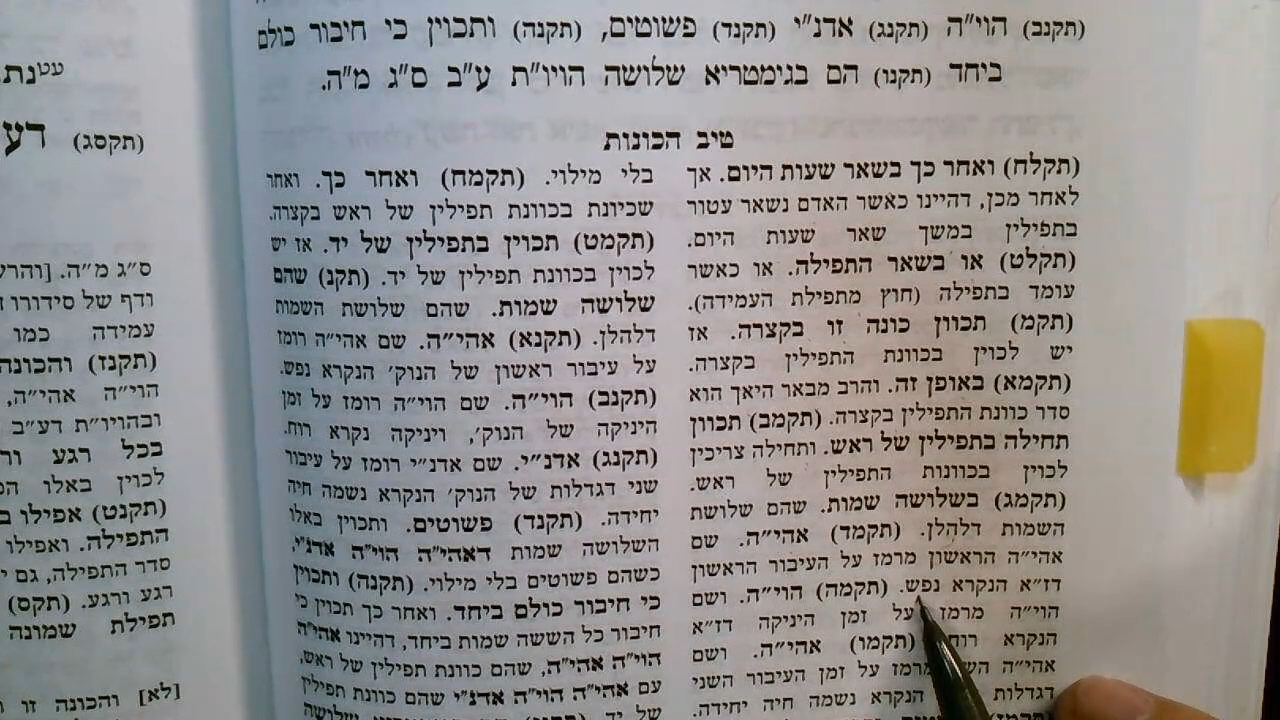 (תקנב) הוי״ה (תקנג) אדנ״י (תקנד) פשוטים, (תקנה) ותכוין כי חיבור כולם
ביחד (תקנו) הם בגימטריא שלושה הויו״ת ע״ב ס״ג מ״ה.
טיב הכונות
(תקלח) ואחר כך בשאר שעות היום. אך
לאחר מכן, דהיינו כאשר האדם נשאר עטור
בתפילין במשך שאר שעות היום.
(תקלט) או בשאר התפילה. או כאשר
עומד בתפילה (חוץ מתפילת העמידה).
(תקמ) תכוון כונה זו בקצרה. אז
יש לכוין בכוונת התפילין בקצרה.
(תקמא) באופן זה. והרב מבאר היאך הוא
סדר כוונת התפילין בקצרה. (תקמב) תכוון
תחילה בתפילין של ראש. ותחילה צריכין
לכוין בכוונות התפילין של ראש.
(תקמג) בשלושה שמות. שהם שלושת
השמות דלהלן. (תקמד) אהי״ה. שם
אהי״ה הראשון מרמז על העיבור הראשון
דז״א הנקרא נפש. (תקמה) הוי״ה. ושם
הוי״ה מרמז על זמן היניקה דז״א
הנקרא רוח. (תקמו) אהי״ה. ושם
אהי״ה מרמז על זמן העיבור השני
דגדלות הנקרא נשמה חיה יחידה.
בלי מילוי. (תקמח) ואחר כך. ואחר
שכיונת בכוונת תפילין של ראש בקצרה.
(תקמט) תכוין בתפילין של יד. אז יש
לכוין בכוונת תפילין של יד. (תקנ) שהם
שלושה שמות. שהם שלושת השמות
דלהלן. (תקנא) אהי״ה. שם אהי״ה רומז
על עיבור ראשון של הנוק׳ הנקרא נפש.
(תקנב) הוי״ה. שם הוי״ה רומז על זמן
היניקה של הנוק׳, ויניקה נקרא רוח.
(תקנג) אדנ״י. שם אדנ״י רומז על עיבור
שני דגדלות של הנוק׳ הנקרא נשמה חיה
יחידה. (תקנד) פשוטים. ותכוין באלו
השלושה שמות דאהי״ה הוי״ה אדנ״י,
כשהם פשוטים בלי מילוי. (תקנה) ותכוין
כי חיבור כולם ביחד. ואחר כך תכוין כי
חיבור כל הששה שמות ביחד, דהיינו אהי״ה
הוי״ה אהי״ה, שהם כוונת תפילין של ראש,
עם אהי״ה הוי״ה אדנ״י שהם כוונת תפילין
(תקסג) דע
ס״ג מ״ה.
ודף של סידורו
עמידה כמו
(תקנז) והכונה
הוי״ה אהי״ה,
ובהויו״ת דע״ב
בכל רגע
לכוין באלו
(תקנט) אפילו
התפילה. ואפילו
סדר התפילה, גם
רגע ורגע. (תקס)
תפילת שמונה
[לא] והכונה זו